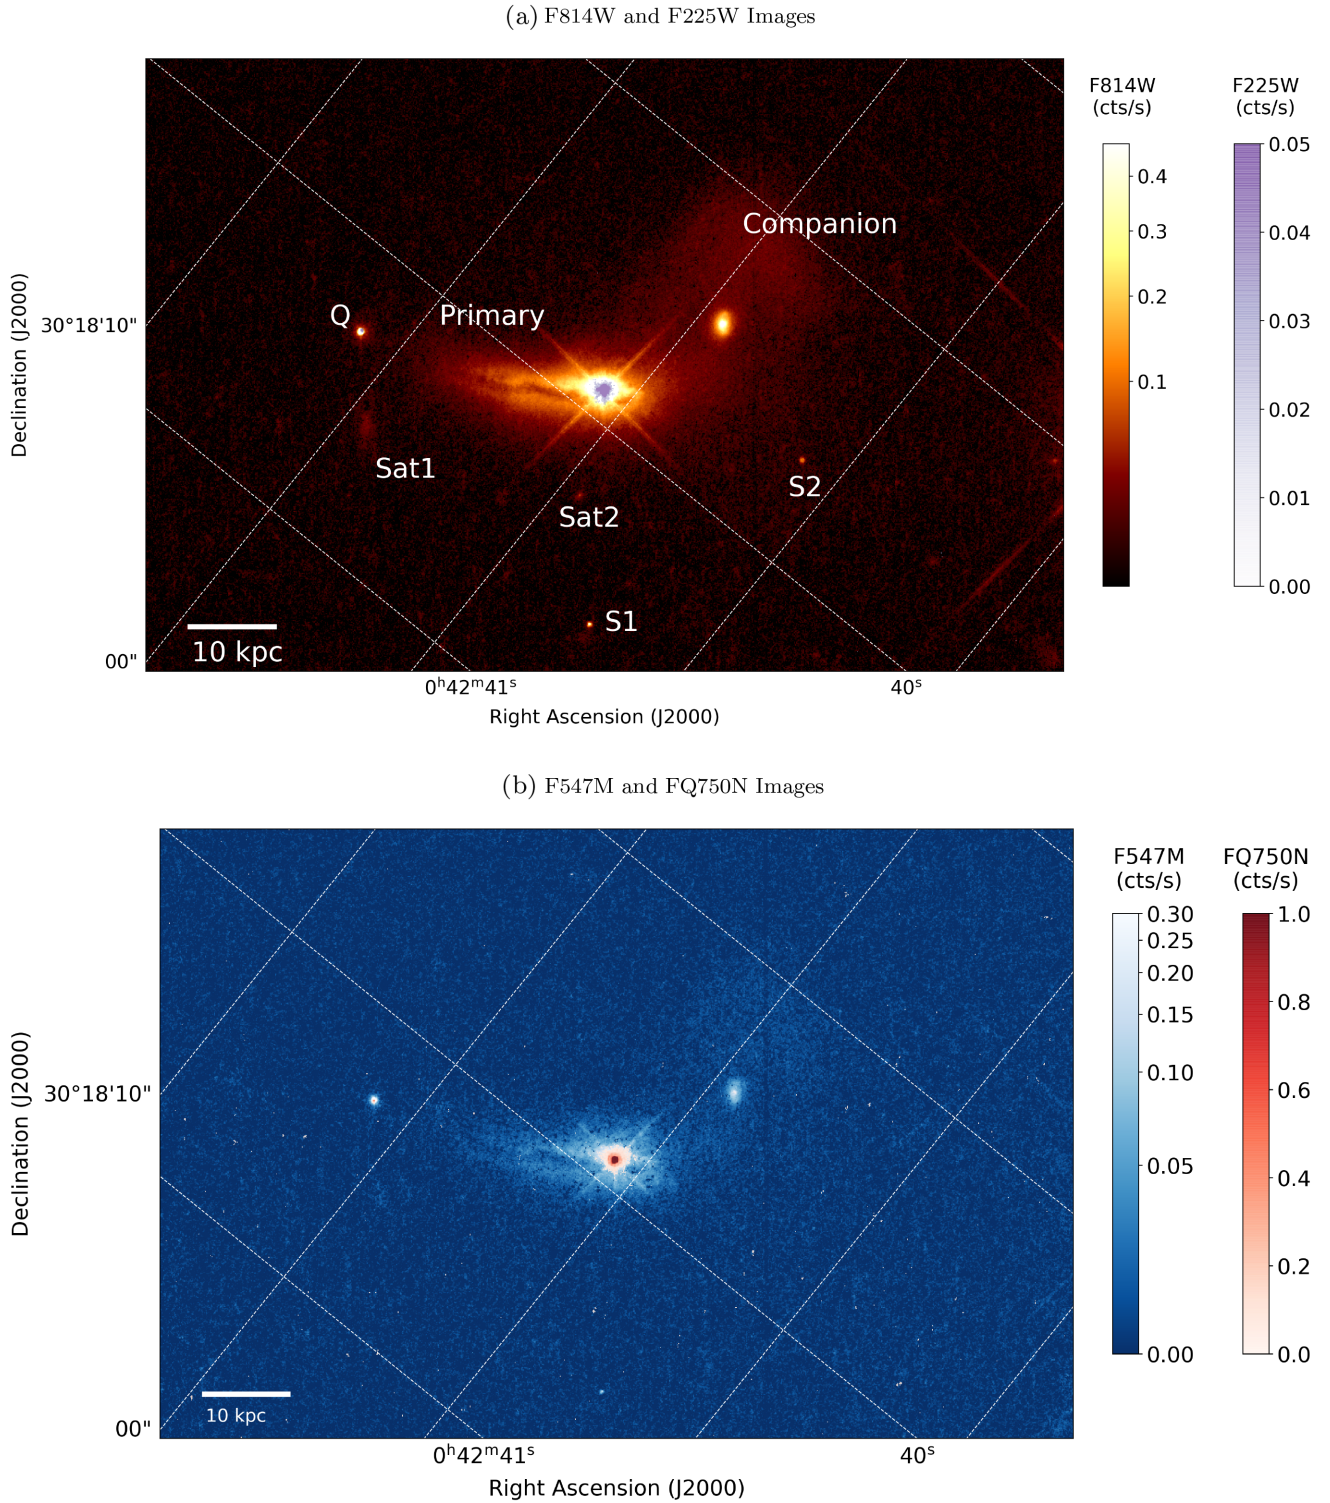 (a) F814W and F225W Images
F814W
(cts/s)
F225W
(cts/s)
0.4
0.3
0.2
0.1
0.05
0.04
0.03
0.02
0.01
0.00
Companion
Q
Primary
Sat1
S2
Sat2
S1
10 kpc
Declination (J2000)
30°18'10"
00"
0ʰ42ᵐ41ˢ
40ˢ
Right Ascension (J2000)
(b) F547M and FQ750N Images
F547M
(cts/s)
FQ750N
(cts/s)
0.30
0.25
0.20
0.15
0.10
0.05
0.00
1.0
0.8
0.6
0.4
0.2
0.0
10 kpc
Declination (J2000)
30°18'10"
00"
0ʰ42ᵐ41ˢ
40ˢ
Right Ascension (J2000)